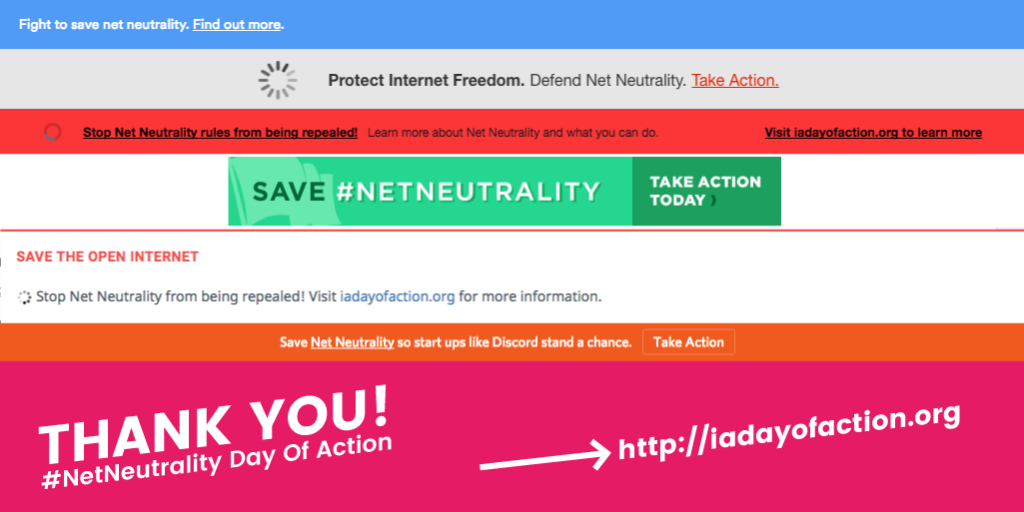 Fight to save net neutrality. Find out more.
Protect Internet Freedom. Defend Net Neutrality. Take Action.
Stop Net Neutrality rules from being repealed! Learn more about Net Neutrality and what you can do. Visit iadayofaction.org to learn more
SAVE #NETNEUTRALITY TAKE ACTION
TODAY ⟩
SAVE THE OPEN INTERNET
Stop Net Neutrality from being repealed! Visit iadayofaction.org for more information.
Save Net Neutrality so start ups like Discord stand a chance. Take Action
THANK YOU!
#NetNeutrality Day Of Action
http://iadayofaction.org